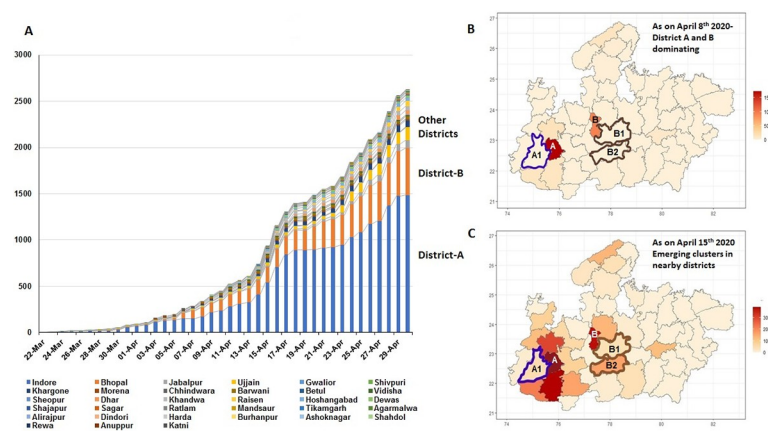 A
3000
2500
2000
1500
1000
500
0
Other
Districts
District-B
District-A
22-Mar
24-Mar
26-Mar
28-Mar
30-Mar
01-Apr
03-Apr
05-Apr
07-Apr
09-Apr
11-Apr
13-Apr
15-Apr
17-Apr
19-Apr
21-Apr
23-Apr
25-Apr
27-Apr
29-Apr
Indore Bhopal Jabalpur Ujjain Gwalior Shivpuri
Khargone Morena Chhindwara Barwani Betul Vidisha
Sheopur Dhar Khandwa Raisen Hoshangabad Dewas
Shajapur Sagar Ratlam Mandsaur Tikamgarh Agarmalwa
Alirajpur Dindori Harda Burhanpur Ashoknagar Shahdol
Rewa Anuppur Katni
B
As on April 8th 2020-
District A and B
dominating
27
26
25
24
23
22
21
B
B1
A
A1
B2
74 76 78 80 82
C
As on April 15th 2020
Emerging clusters in
nearby districts
27
26
25
24
23
22
21
B
B1
A
A1
B2
74 76 78 80 82